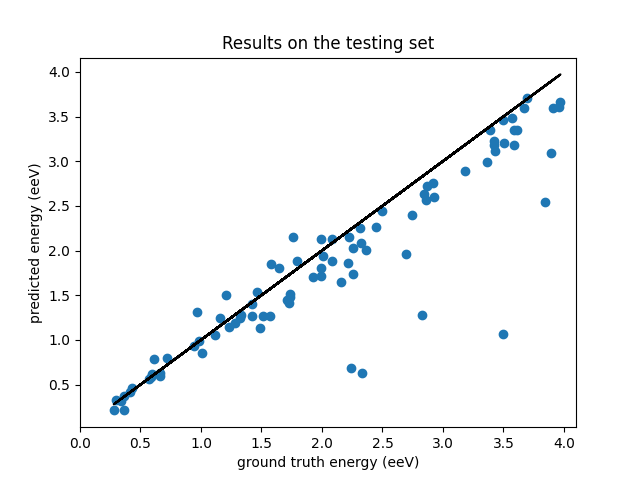 Results on the testing set
4.0
3.5
3.0
2.5
2.0
1.5
1.0
0.5
predicted energy (eeV)
0.0 0.5 1.0 1.5 2.0 2.5 3.0 3.5 4.0
ground truth energy (eeV)